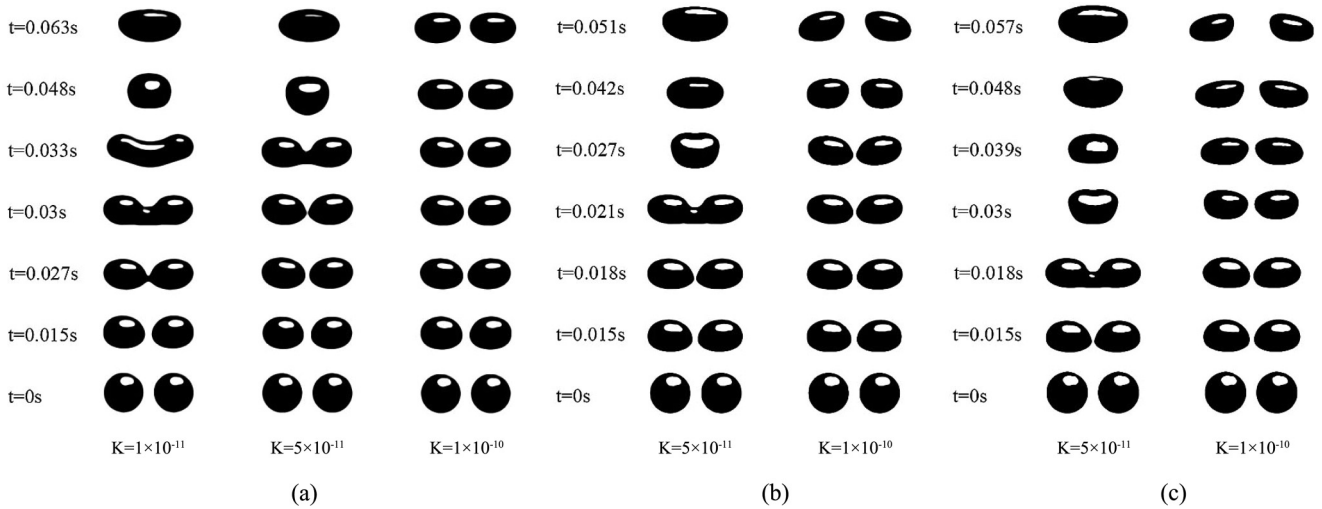 t=0.063s t=0.051s t=0.057s
t=0.048s t=0.042s t=0.048s
t=0.033s t=0.027s t=0.039s
t=0.03s t=0.021s t=0.03s
t=0.027s t=0.018s t=0.018s
t=0.015s t=0.015s t=0.015s
t=0s t=0s t=0s
K=1×10⁻¹¹ K=5×10⁻¹¹ K=1×10⁻¹⁰ K=5×10⁻¹¹ K=1×10⁻¹⁰ K=5×10⁻¹¹ K=1×10⁻¹⁰
(a) (b) (c)